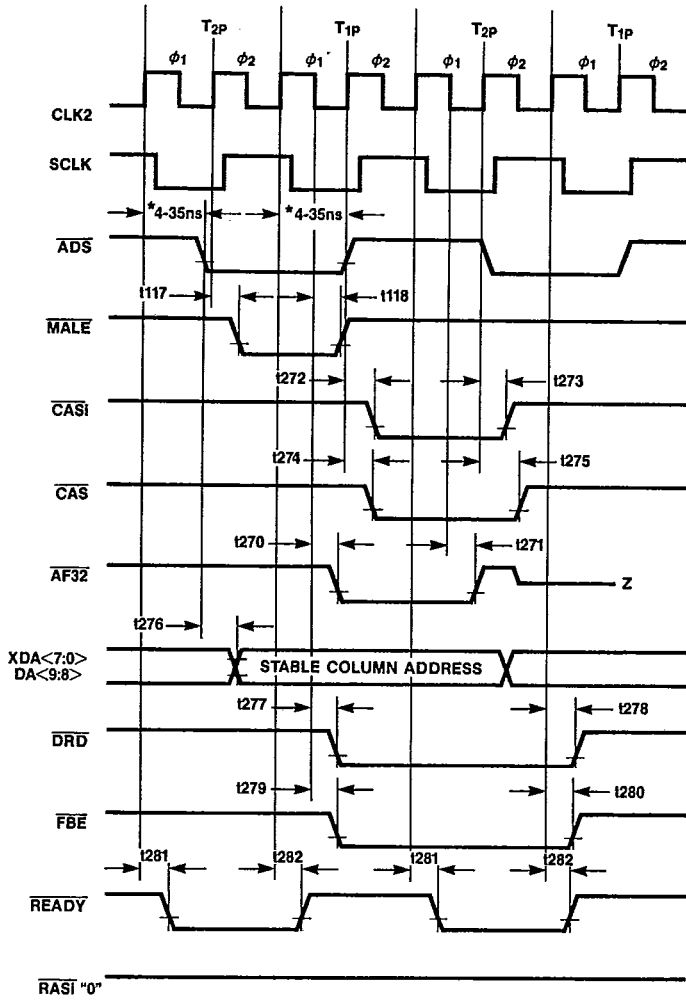 T2P T1P T2P T1P
ϕ1 ϕ2 ϕ1 ϕ2 ϕ1 ϕ2 ϕ1 ϕ2
CLK2
SCLK
*4-35ns *4-35ns
ADS
t117 t118
MALE
t272 t273
CASi
t274 t275
CAS
t270 t271
AF32
Z
t276
XDA<7:0>
DA<9:8>
STABLE COLUMN ADDRESS
t277 t278
DRD
t279 t280
FBE
t281 t282 t281 t282
READY
RASi "0"